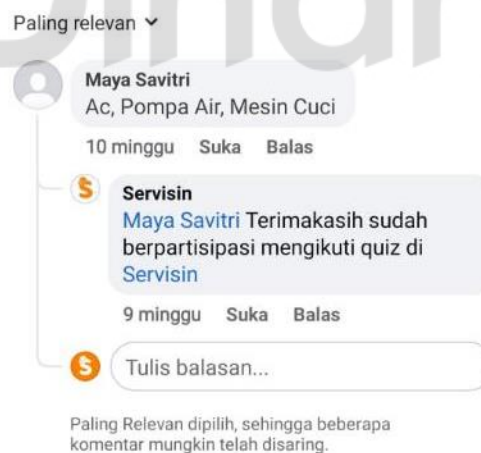 Paling relevan
Maya Savitri
Ac, Pompa Air, Mesin Cuci
10 minggu Suka Balas
Servisin
Maya Savitri Terimakasih sudah
berpartisipasi mengikuti quiz di
Servisin
9 minggu Suka Balas
Tulis balasan...
Paling Relevan dipilih, sehingga beberapa
komentar mungkin telah disaring.